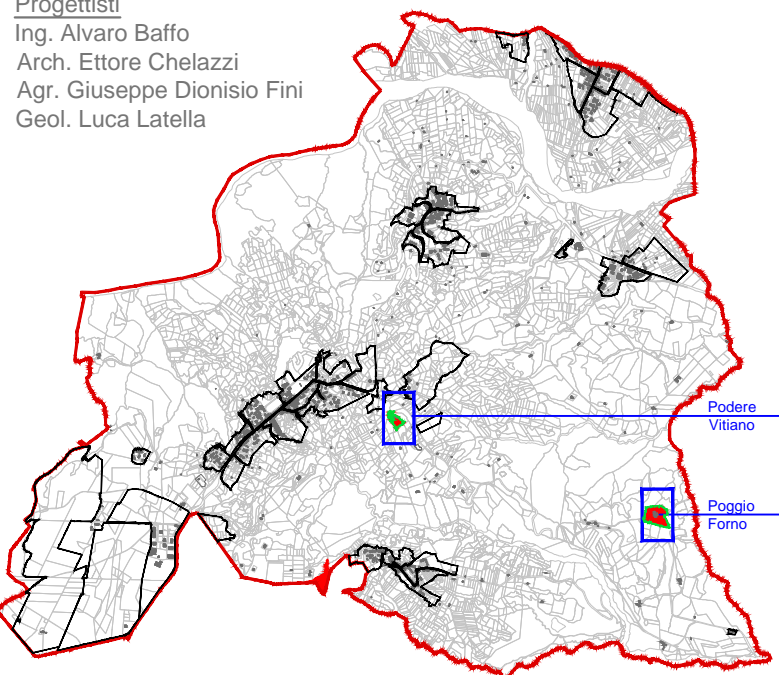 Progettisti
Ing. Alvaro Baffo
Arch. Ettore Chelazzi
Agr. Giuseppe Dionisio Fini
Geol. Luca Latella
Podere
Vitiano
Poggio
Forno